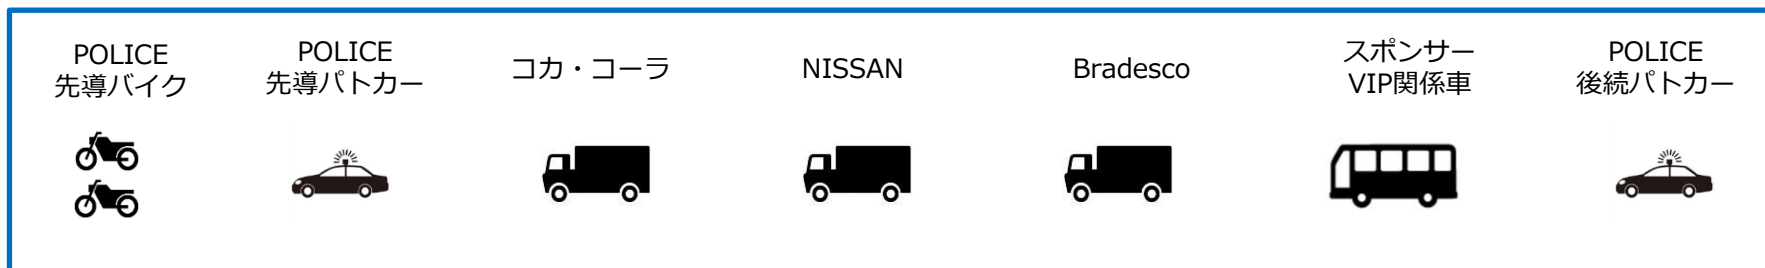 POLICE
先導バイク
POLICE
先導パトカー
コカ・コーラ
NISSAN
Bradesco
スポンサー
VIP関係車
POLICE
後続パトカー